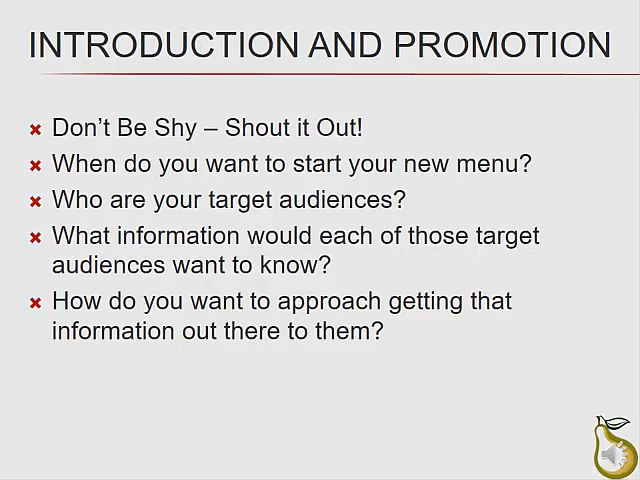 INTRODUCTION AND PROMOTION
Don't Be Shy – Shout it Out!
When do you want to start your new menu?
Who are your target audiences?
What information would each of those target
audiences want to know?
How do you want to approach getting that
information out there to them?